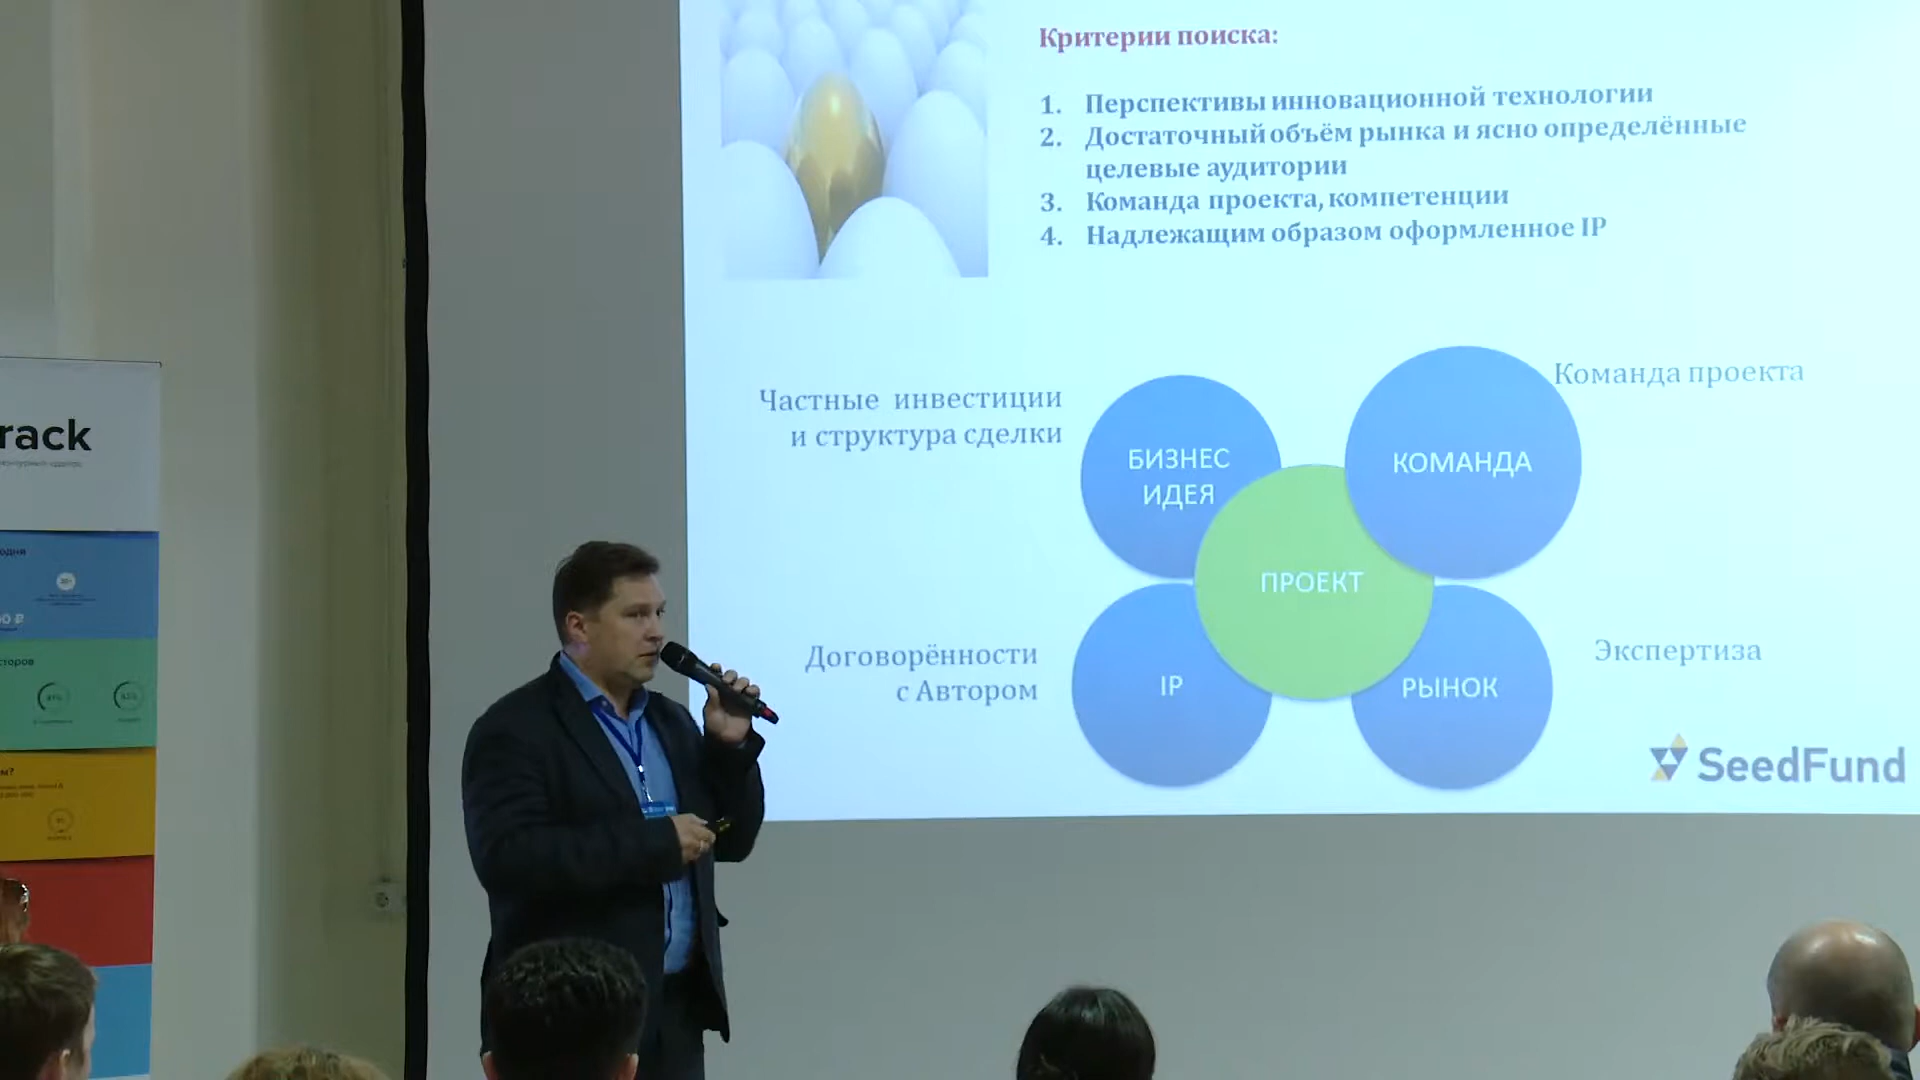 Критерии поиска:
1. Перспективы инновационной технологии
2. Достаточный объём рынка и ясно определённые
целевые аудитории
3. Команда проекта, компетенции
4. Надлежащим образом оформленное IP
Частные инвестиции
и структура сделки
Команда проекта
БИЗНЕС
ИДЕЯ
КОМАНДА
ПРОЕКТ
Договорённости
с Автором
Экспертиза
IP
РЫНОК
SeedFund
rack